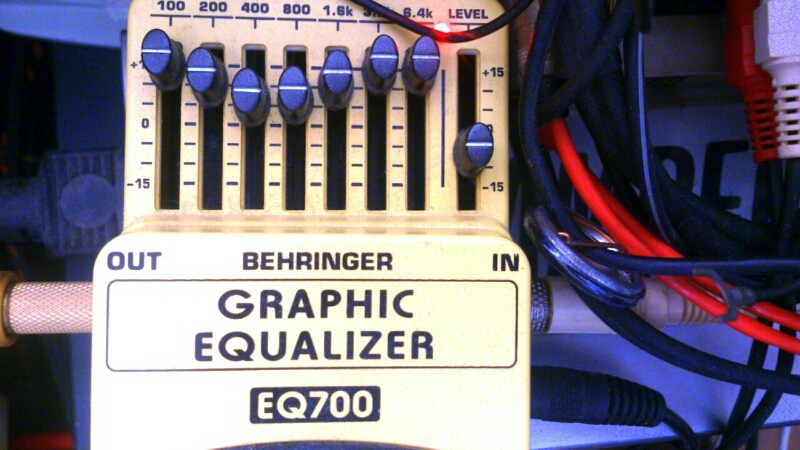 100 200 400 800 1.6k 6.4k LEVEL
+ +15
0 0
-15 -15
OUT BEHRINGER IN
GRAPHIC
EQUALIZER
EQ700